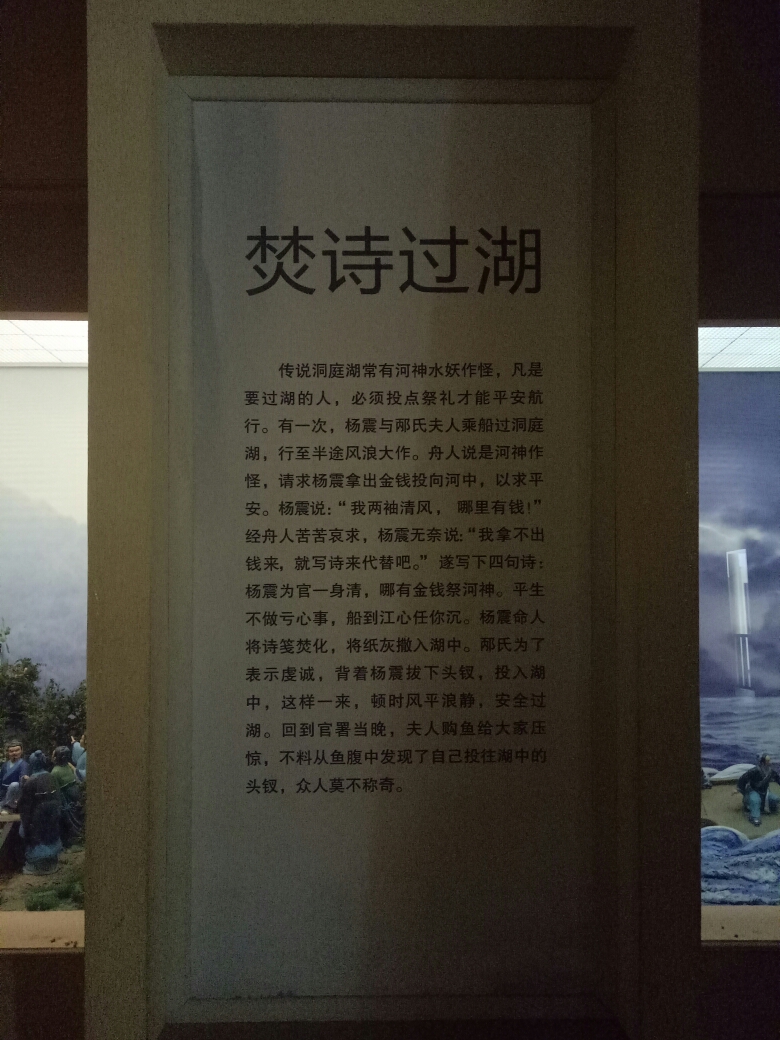 焚诗过湖
传说洞庭湖常有河神水妖作怪，凡是
要过湖的人，必须投点祭礼才能平安航
行。有一次，杨震与邴氏夫人乘船过洞庭
湖，行至半途风浪大作。舟人说是河神作
怪，请求杨震拿出金钱投向河中，以求平
安。杨震说：“我两袖清风，哪里有钱！”
经舟人苦苦哀求，杨震无奈说：“我拿不出
钱来，就写诗来代替吧。”遂写下四句诗：
杨震为官一身清，哪有金钱祭河神。平生
不做亏心事，船到江心任你沉。杨震命人
将诗笺焚化，将纸灰撒入湖中。邴氏为了
表示虔诚，背着杨震拔下头钗，投入湖
中，这样一来，顿时风平浪静，安全过
湖。回到官署当晚，夫人购鱼给大家压
惊，不料从鱼腹中发现了自己投往湖中的
头钗，众人莫不称奇。